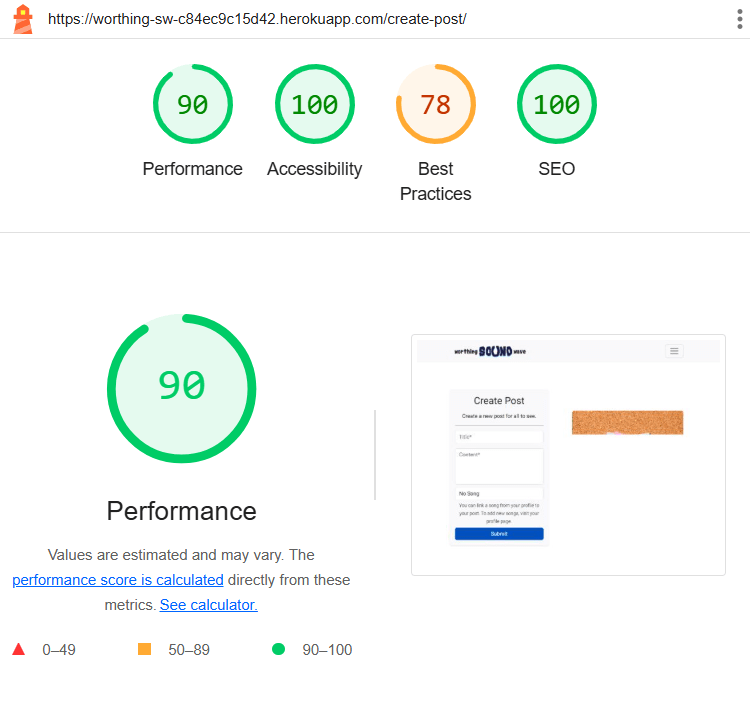 https://worthing-sw-c84ec9c15d42.herokuapp.com/create-post/
90
100
78
100
Performance
Accessibility
Best
Practices
SEO
90
Performance
Values are estimated and may vary. The
performance score is calculated directly from these
metrics. See calculator.
0–49
50–89
90–100
worthing SOUND wave
Create Post
Create a new post for all to see.
Title*
Content*
No Song
You can link a song from your profile to
your post. To add new songs, visit your
profile page.
Submit